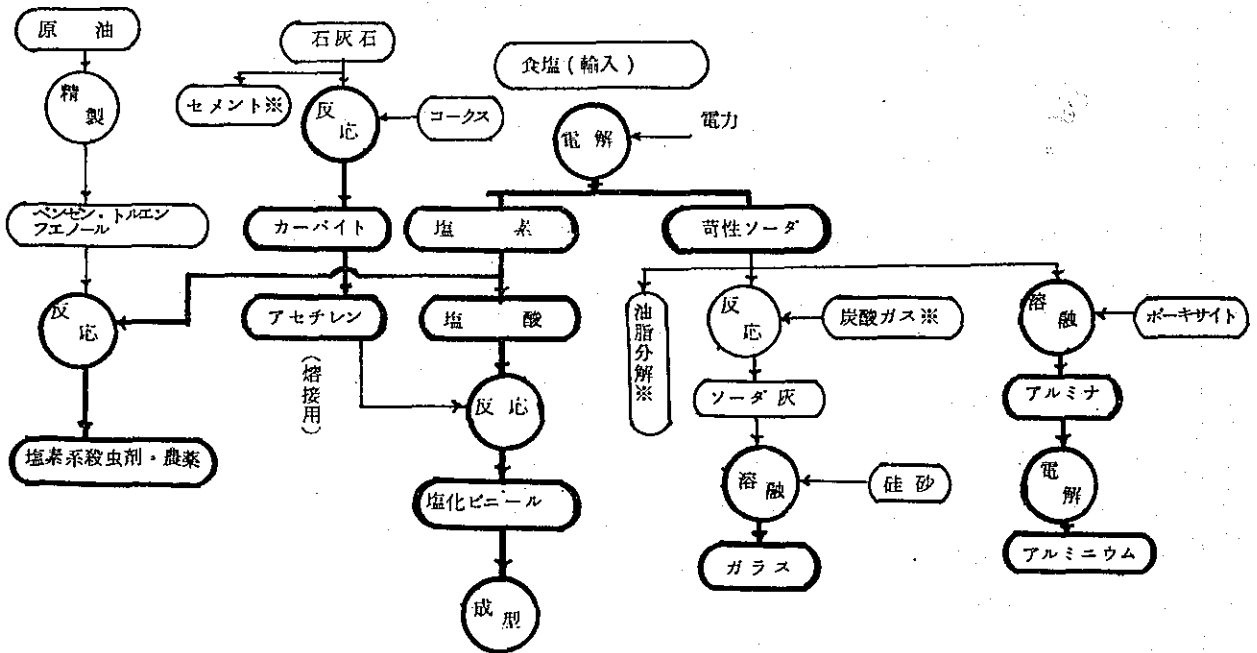 原油
石灰石
食塩(輸入)
精製
セメント※
反応
コークス
電解
電力
ベンゼン・トルエン
フエノール
カーバイト
塩素
苛性ソーダ
反応
アセチレン
塩酸
油脂分解※
反応
炭酸ガス※
溶融
ボーキサイト
(熔接用)
反応
ソーダ灰
アルミナ
塩素系殺虫剤・農薬
塩化ビニール
溶融
硅砂
電解
ガラス
アルミニウム
成型